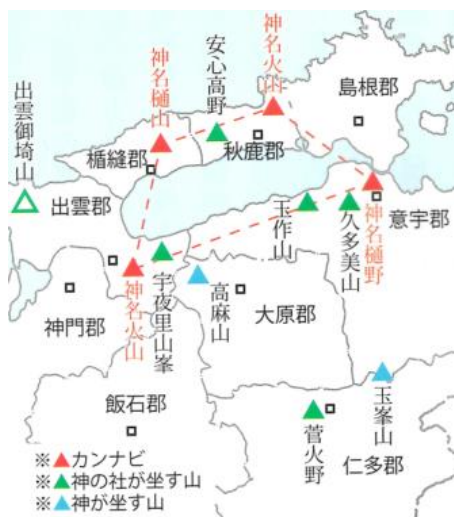 出雲御埼山
神名樋山
安心高野
神名火山
島根郡
楯縫郡
秋鹿郡
出雲郡
玉作山
久多美山
神名樋野
意宇郡
神門郡
神名火山
宇夜里山峯
高麻山
大原郡
飯石郡
菅火野
玉峯山
仁多郡
※▲カンナビ
※▲神の社が坐す山
※▲神が坐す山